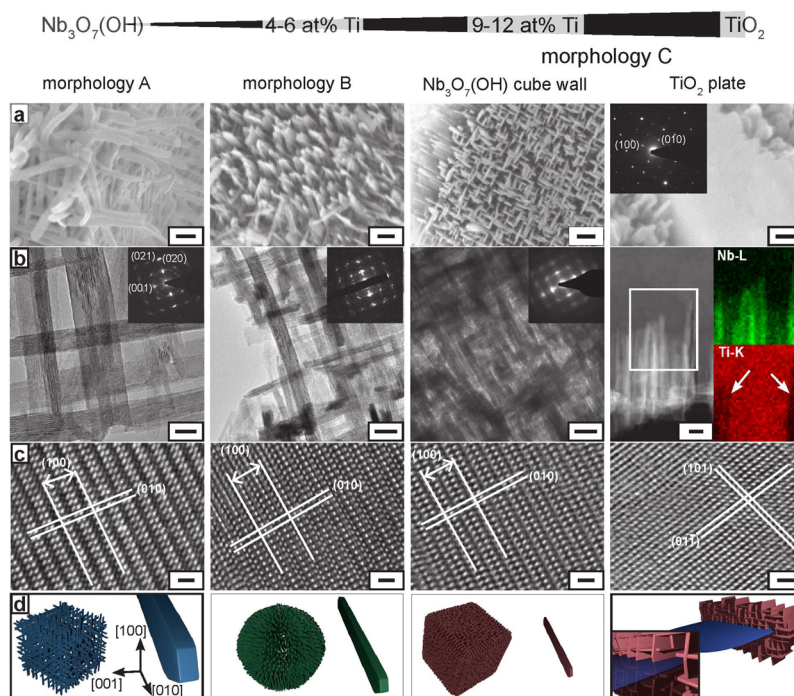 Nb₃O₇(OH) 4-6 at% Ti 9-12 at% Ti TiO₂
morphology C
morphology A morphology B Nb₃O₇(OH) cube wall TiO₂ plate
a
(100) (010)
b
(021) (020)
(001)
Nb-L
Ti-K
c
(100) (010)
(100) (010)
(100) (010)
(101)
(011)
d
[100]
[001] [010]